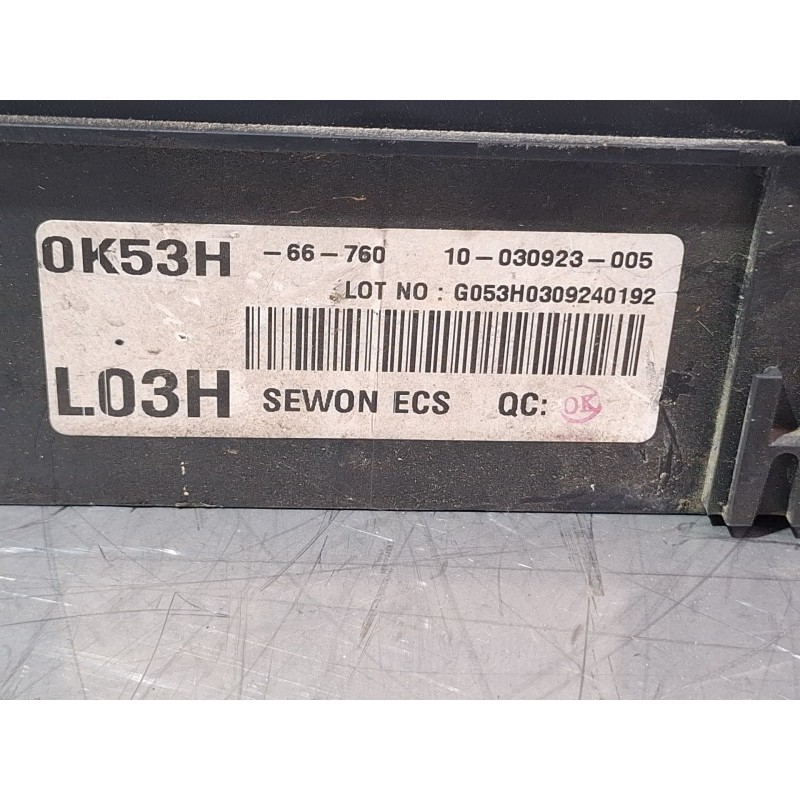 0K53H -66-760 10-030923-005
LOT NO : G053H0309240192
L03H SEWON ECS QC: OK